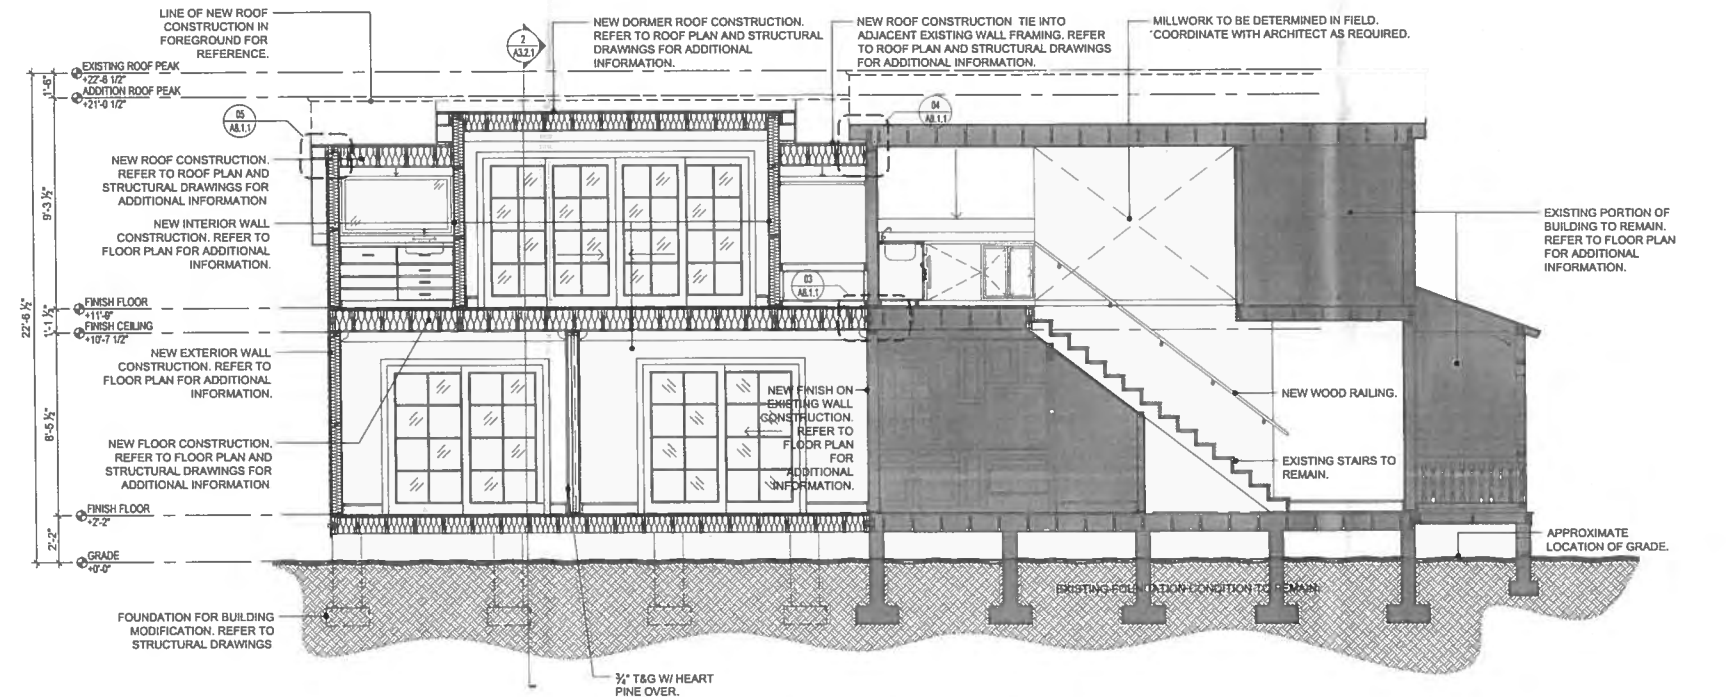 LINE OF NEW ROOF
CONSTRUCTION IN
FOREGROUND FOR
REFERENCE.
2
A3.2.1
NEW DORMER ROOF CONSTRUCTION.
REFER TO ROOF PLAN AND STRUCTURAL
DRAWINGS FOR ADDITIONAL
INFORMATION.
NEW ROOF CONSTRUCTION TIE INTO
ADJACENT EXISTING WALL FRAMING. REFER
TO ROOF PLAN AND STRUCTURAL DRAWINGS
FOR ADDITIONAL INFORMATION.
MILLWORK TO BE DETERMINED IN FIELD.
COORDINATE WITH ARCHITECT AS REQUIRED.
EXISTING ROOF PEAK
+22'-6 1/2"
ADDITION ROOF PEAK
+21'-0 1/2"
1'-6"
05
A8.1.1
04
A8.1.1
NEW ROOF CONSTRUCTION.
REFER TO ROOF PLAN AND
STRUCTURAL DRAWINGS FOR
ADDITIONAL INFORMATION
9'-3 ½"
NEW INTERIOR WALL
CONSTRUCTION. REFER TO
FLOOR PLAN FOR ADDITIONAL
INFORMATION.
EXISTING PORTION OF
BUILDING TO REMAIN.
REFER TO FLOOR PLAN
FOR ADDITIONAL
INFORMATION.
03
A8.1.1
FINISH FLOOR
+11'-9"
FINISH CEILING
+10'-7 1/2"
22'-6 ½"
1'-1 ½"
NEW EXTERIOR WALL
CONSTRUCTION. REFER TO
FLOOR PLAN FOR ADDITIONAL
INFORMATION.
8'-5 ½"
NEW FINISH ON
EXISTING WALL
CONSTRUCTION.
REFER TO
FLOOR PLAN
FOR
ADDITIONAL
INFORMATION.
NEW WOOD RAILING.
EXISTING STAIRS TO
REMAIN.
NEW FLOOR CONSTRUCTION.
REFER TO FLOOR PLAN AND
STRUCTURAL DRAWINGS FOR
ADDITIONAL INFORMATION
FINISH FLOOR
+2'-2"
2'-2"
GRADE
+0'-0"
APPROXIMATE
LOCATION OF GRADE.
EXISTING FOUNDATION CONDITION TO REMAIN.
FOUNDATION FOR BUILDING
MODIFICATION. REFER TO
STRUCTURAL DRAWINGS
¾" T&G W/ HEART
PINE OVER.